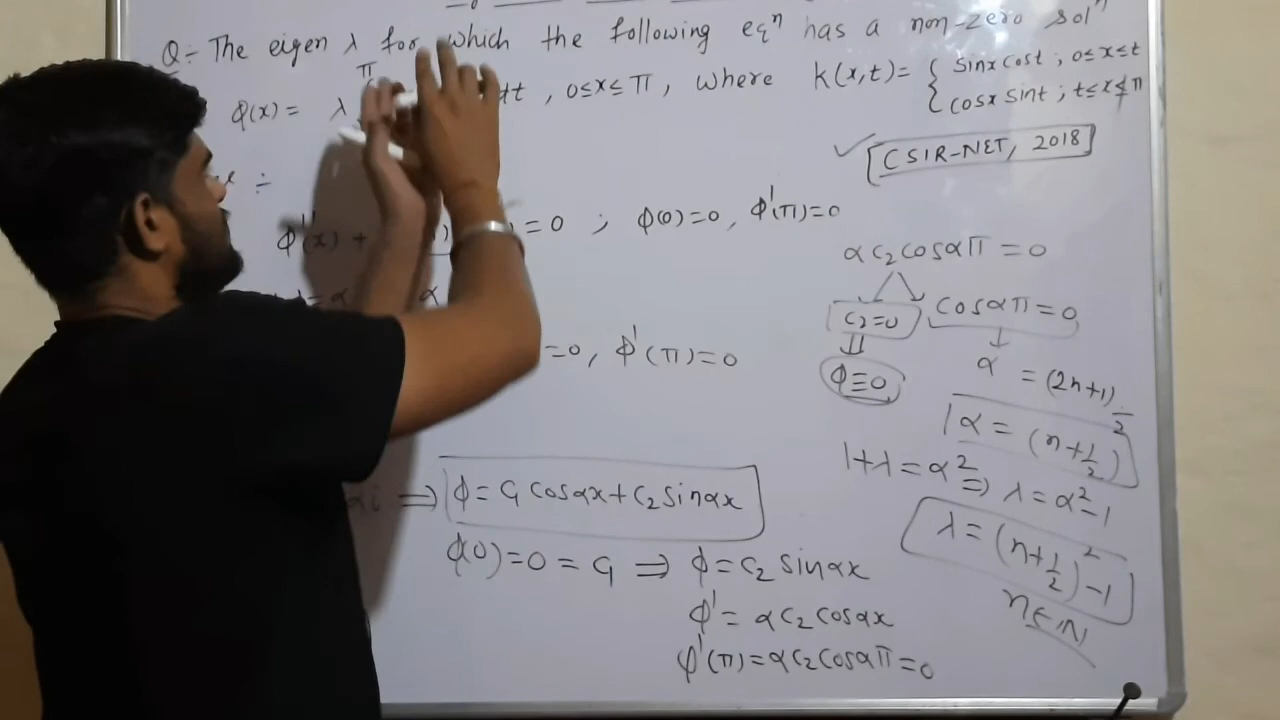 Q:- The eigen λ for which the following eqⁿ has a non-zero solⁿ
φ(x) = λ π dt , 0≤x≤π, where K(x,t) = { sinx cost ; 0≤x≤t
cosx sint ; t≤x≤π
[CSIR-NET, 2018]
φ''(x) + ) = 0 ; φ(0)=0, φ'(π)=0
=0, φ'(π)=0
αi ⇒ φ = C₁ cosαx + C₂ sinαx
φ(0)=0 = C₁ ⇒ φ = C₂ sinαx
φ' = αC₂ cosαx
φ'(π) = αC₂ cosαπ = 0
αC₂ cosαπ = 0
C₂=0 cosαπ = 0
⇓ ↓
φ≡0 α = (2n+1)/2
α = (n+1/2)
1+λ = α² ⇒ λ = α²-1
λ = (n+1/2)² -1
n∈ℕ